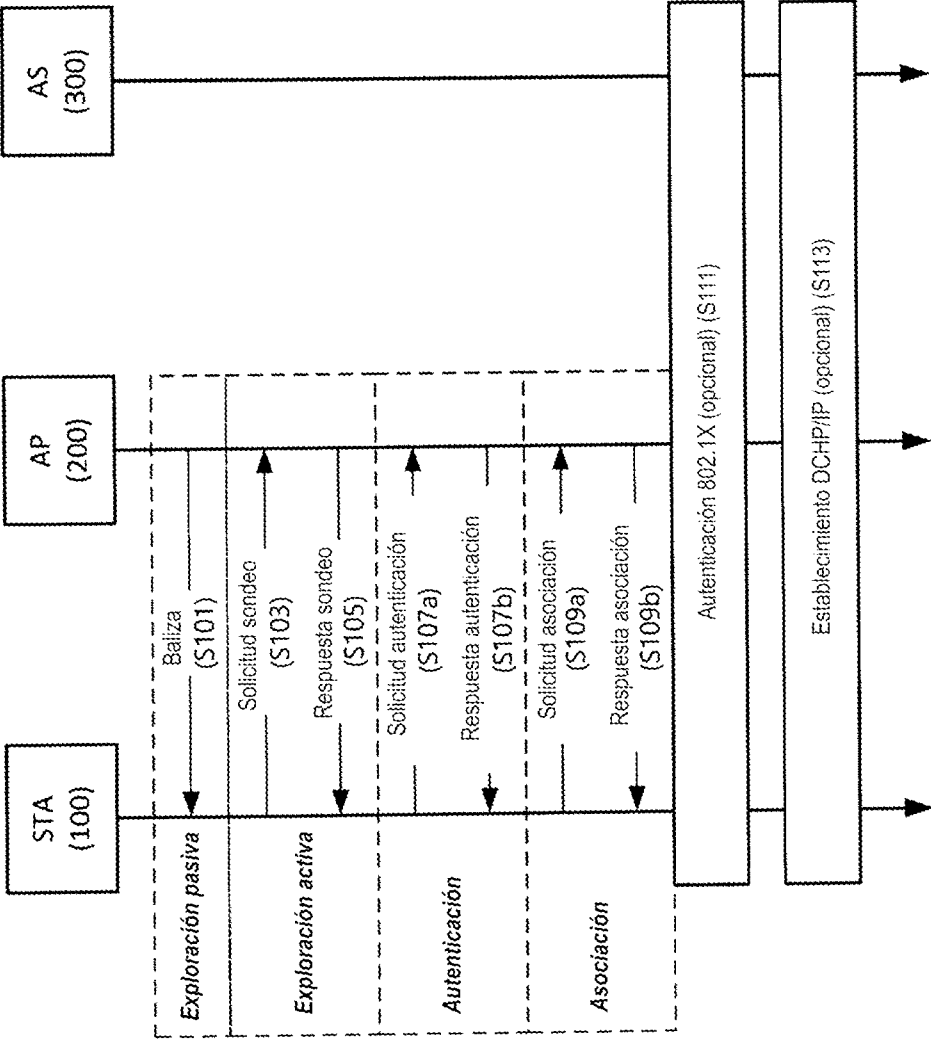 STA
(100)
AP
(200)
AS
(300)
Exploración pasiva
Baliza
(S101)
Exploración activa
Solicitud sondeo
(S103)
Respuesta sondeo
(S105)
Autenticación
Solicitud autenticación
(S107a)
Respuesta autenticación
(S107b)
Asociación
Solicitud asociación
(S109a)
Respuesta asociación
(S109b)
Autenticación 802.1X (opcional) (S111)
Establecimiento DCHP/IP (opcional) (S113)